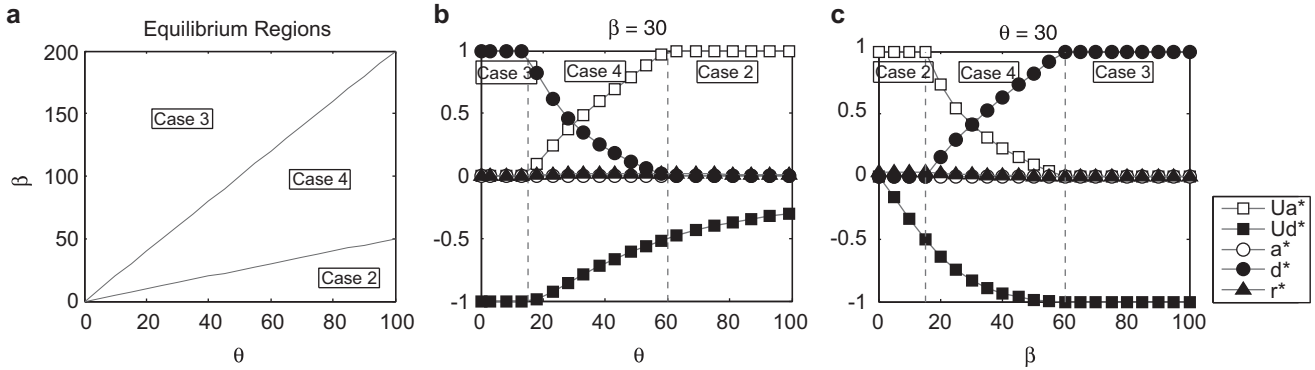 a
Equilibrium Regions
200
150
100
50
0
β
Case 3
Case 4
Case 2
0 20 40 60 80 100
θ
b
β = 30
1
0.5
0
-0.5
-1
Case 3
Case 4
Case 2
0 20 40 60 80 100
θ
c
θ = 30
1
0.5
0
-0.5
-1
Case 2
Case 4
Case 3
0 20 40 60 80 100
β
Ua*
Ud*
a*
d*
r*